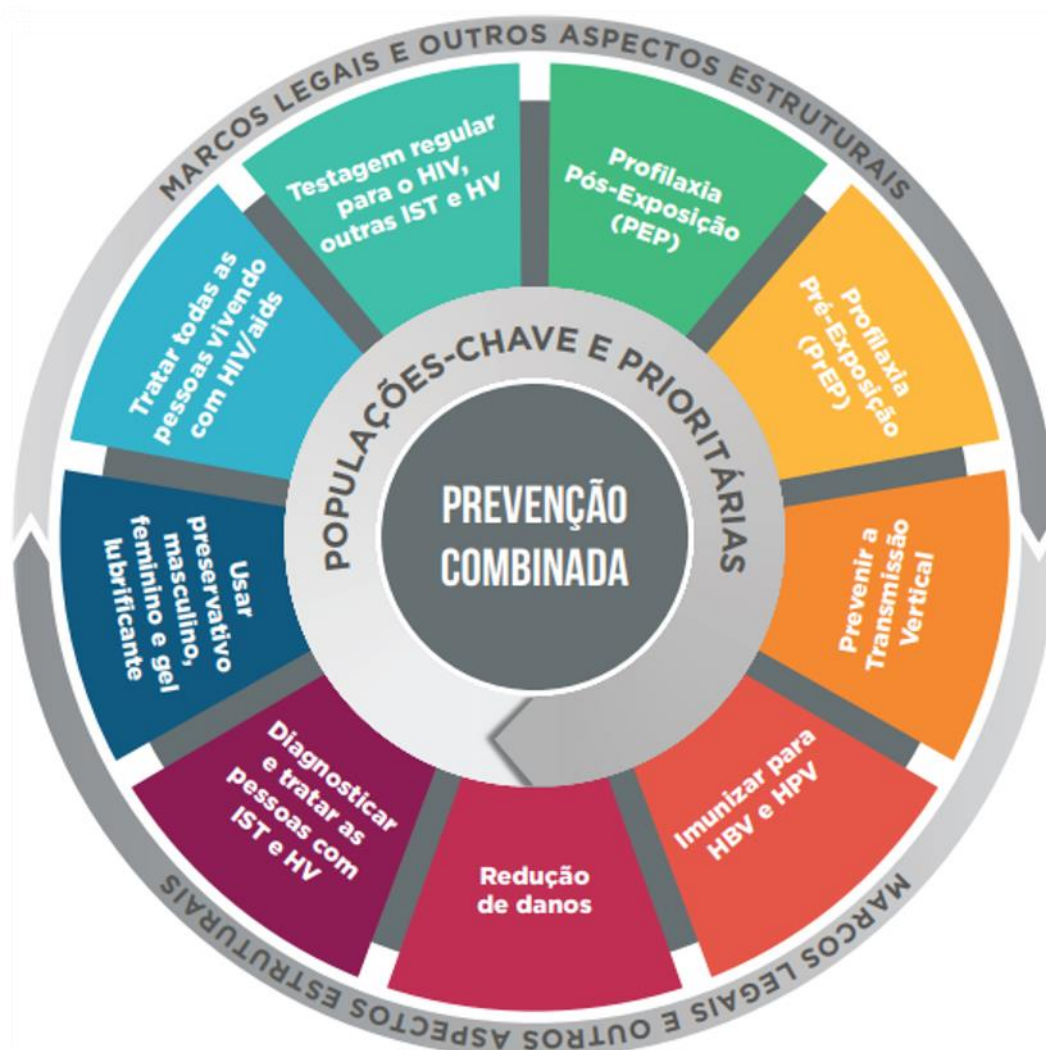 MARCOS LEGAIS E OUTROS ASPECTOS ESTRUTURAIS
Testagem regular
para o HIV,
outras IST e HV
Profilaxia
Pós-Exposição
(PEP)
Profilaxia
Pré-Exposição
(PrEP)
Prevenir a
Transmissão
Vertical
Imunizar para
HBV e HPV
Redução
de danos
Diagnosticar
e tratar as
pessoas com
IST e HV
Usar
preservativo
masculino,
feminino e gel
lubrificante
Tratar todas as
pessoas vivendo
com HIV/aids
POPULAÇÕES-CHAVE E PRIORITÁRIAS
PREVENÇÃO
COMBINADA
MARCOS LEGAIS E OUTROS ASPECTOS ESTRUTURAIS